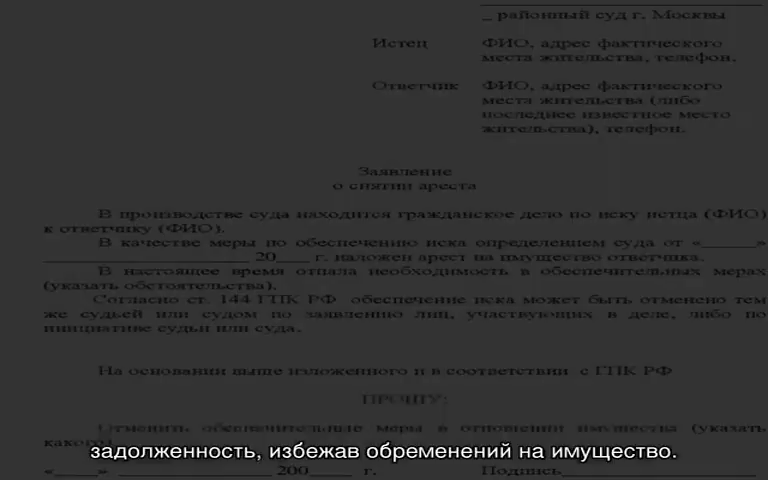 _ районный суд г. Москвы
Истец ФИО, адрес фактического
места жительства, телефон.
Ответчик ФИО, адрес фактического
места жительства (либо
последнее известное место
жительства), телефон.
Заявление
о снятии ареста
В производстве суда находится гражданское дело по иску истца (ФИО)
к ответчику (ФИО).
В качестве меры по обеспечению иска определением суда от «______»
______________________ 20____ г. наложен арест на имущество ответчика.
В настоящее время отпала необходимость в обеспечительных мерах
(указать обстоятельства).
Согласно ст. 144 ГПК РФ обеспечение иска может быть отменено тем
же судьей или судом по заявлению лиц, участвующих в деле, либо по
инициативе судьи или суда.
На основании выше изложенного и в соответствии с ГПК РФ
ПРОШУ:
Отменить обеспечительные меры в отношении имущества (указать
какого)
задолженность, избежав обременений на имущество.
«_____» _______________ 200____ г. Подпись__________________